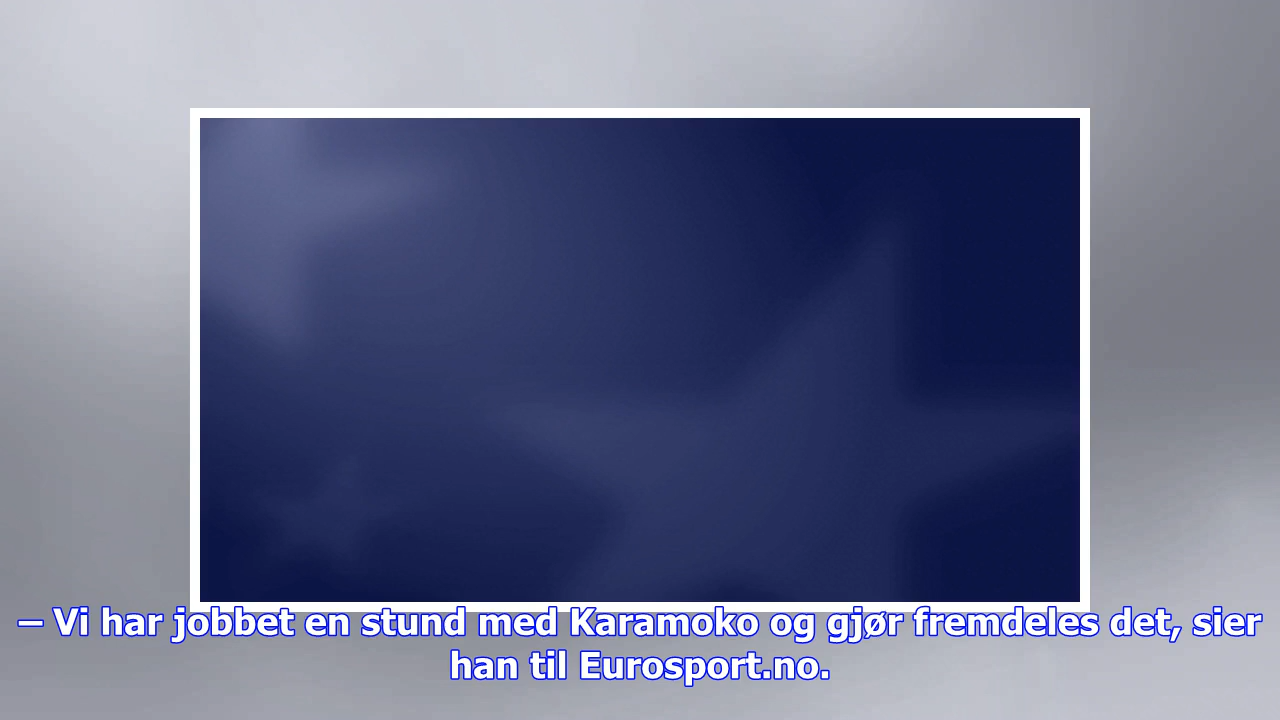 – Vi har jobbet en stund med Karamoko og gjør fremdeles det, sier
han til Eurosport.no.